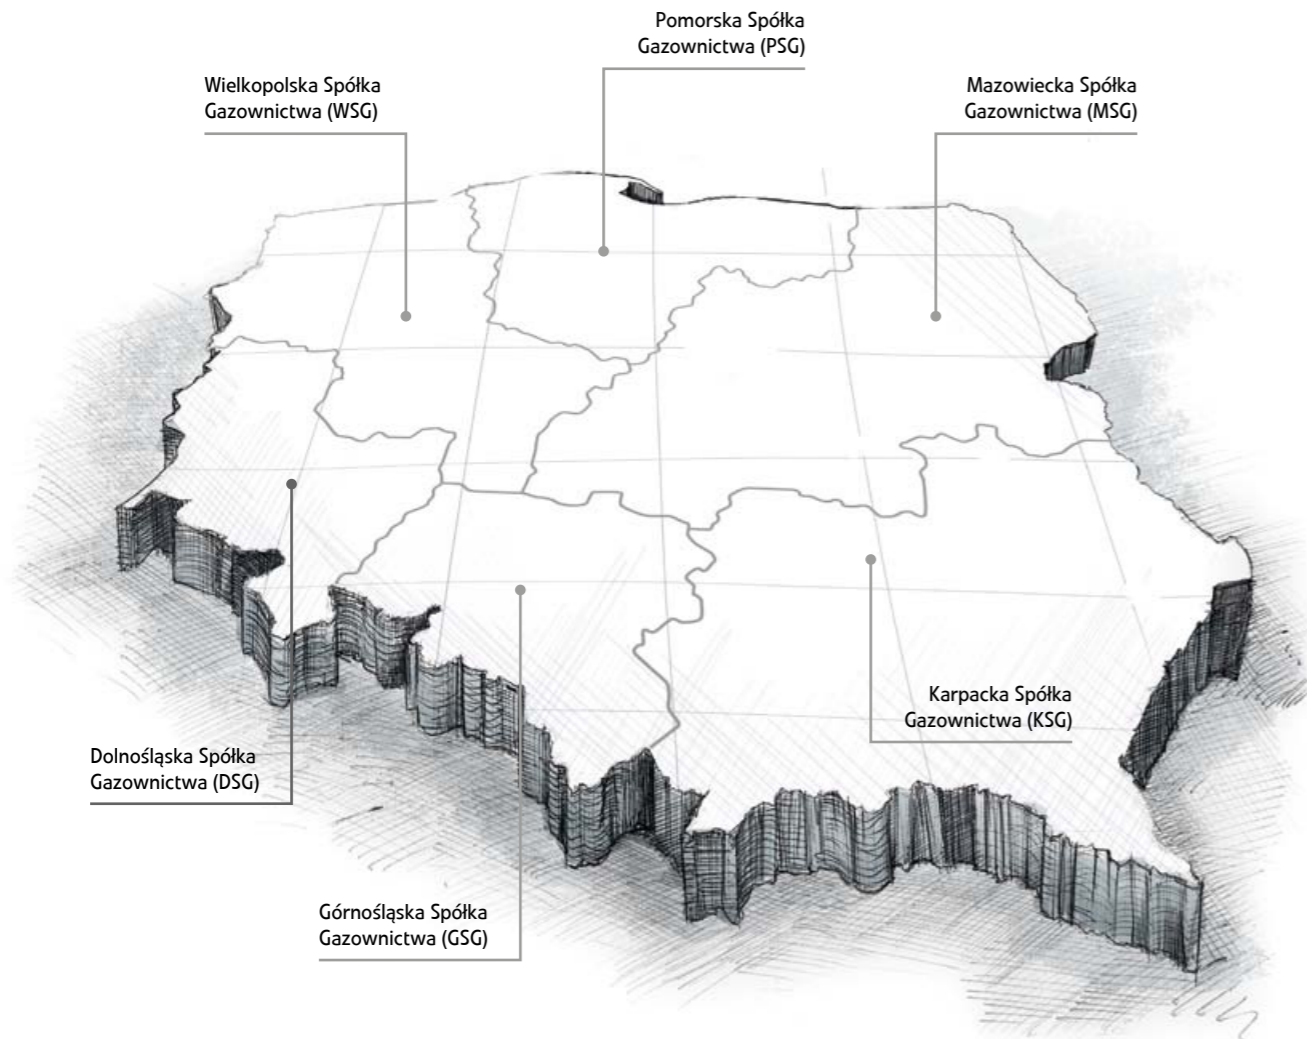 Pomorska Spółka
Gazownictwa (PSG)
Wielkopolska Spółka
Gazownictwa (WSG)
Mazowiecka Spółka
Gazownictwa (MSG)
Karpacka Spółka
Gazownictwa (KSG)
Dolnośląska Spółka
Gazownictwa (DSG)
Górnośląska Spółka
Gazownictwa (GSG)